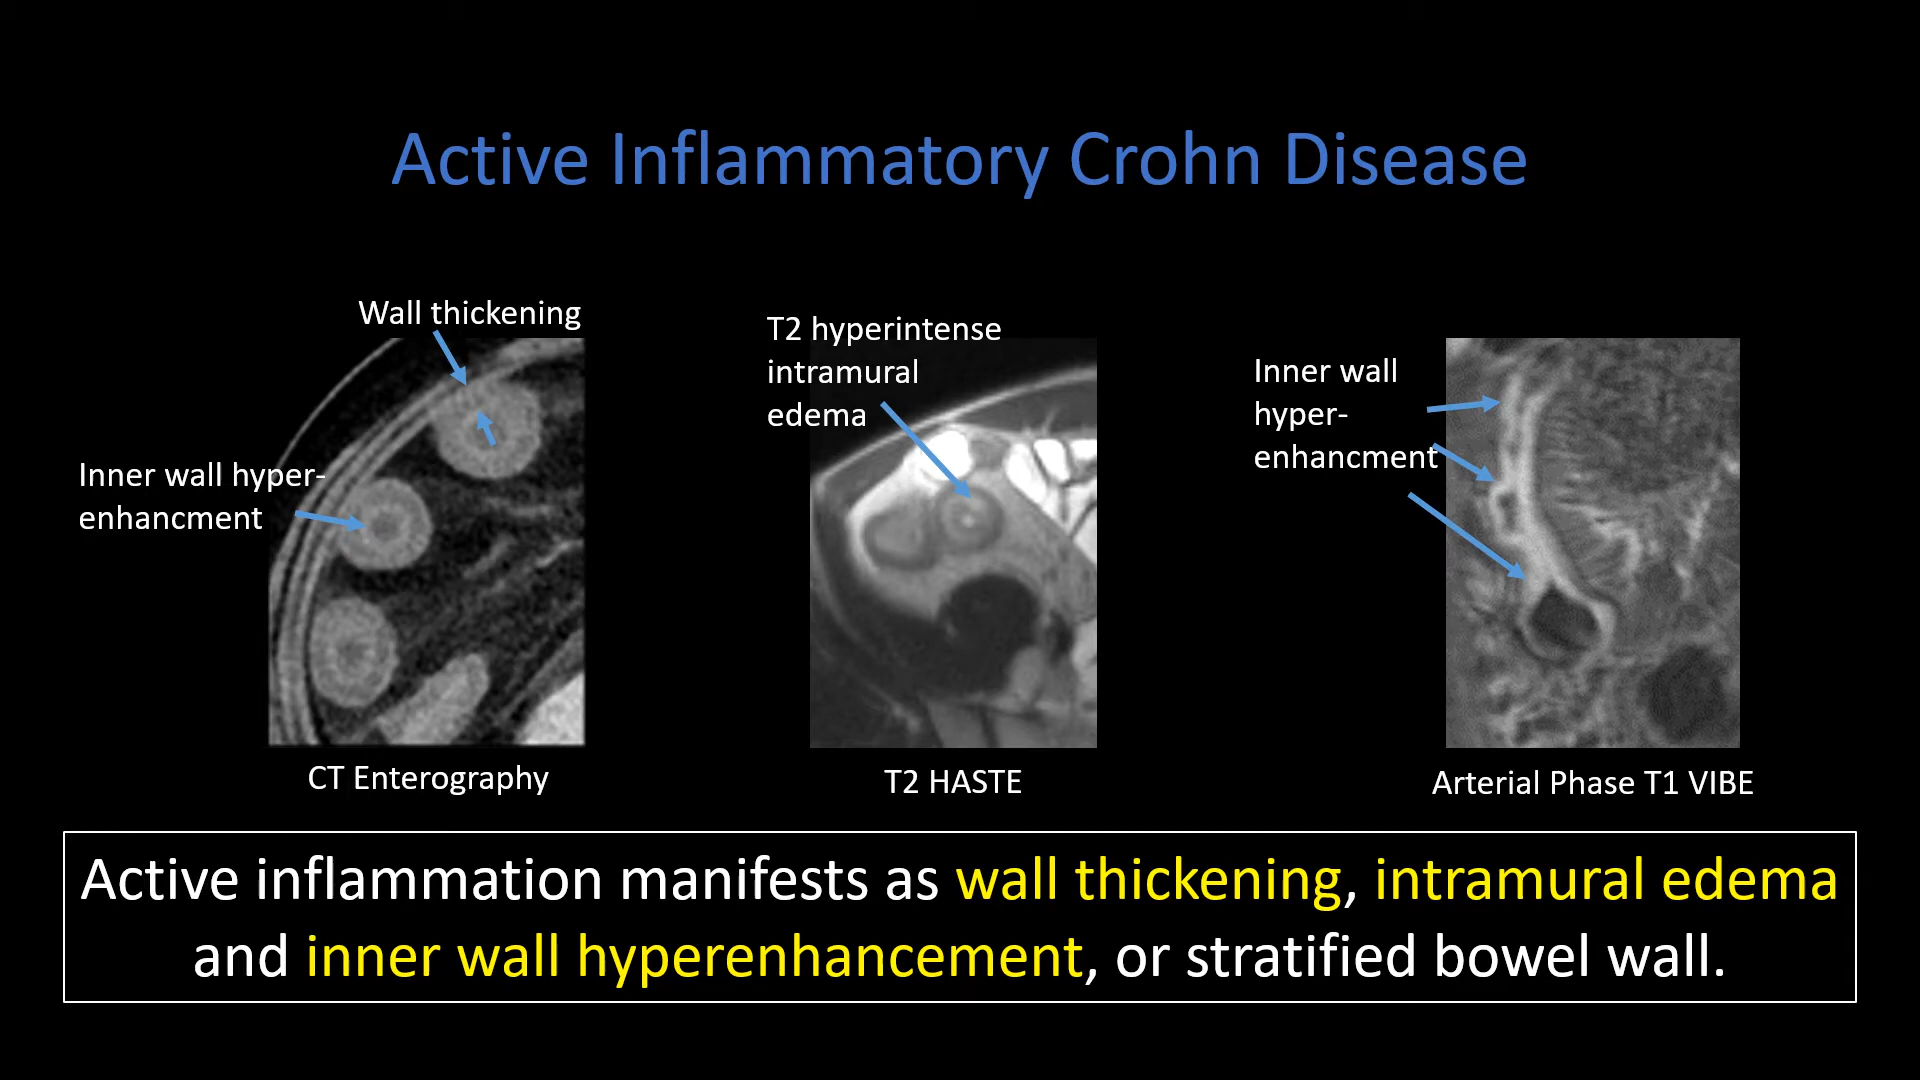 Active Inflammatory Crohn Disease
Wall thickening
Inner wall hyper-
enhancment
CT Enterography
T2 hyperintense
intramural
edema
T2 HASTE
Inner wall
hyper-
enhancment
Arterial Phase T1 VIBE
Active inflammation manifests as wall thickening, intramural edema
and inner wall hyperenhancement, or stratified bowel wall.